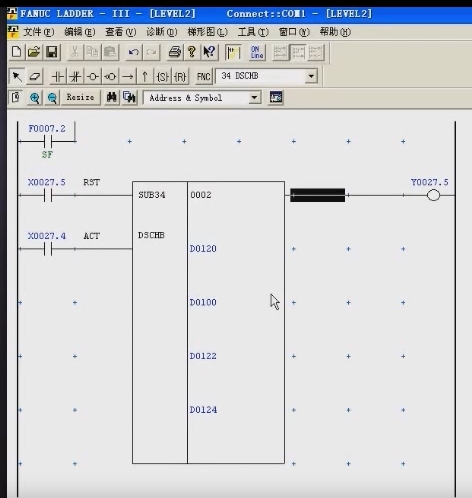 FANUC LADDER - III - [LEVEL2]    Connect::COM1 - [LEVEL2]
文件(F) 编辑(E) 查看(V) 诊断(D) 梯形图(L) 工具(T) 窗口(W) 帮助(H)
ON Line
(S) (R) FNC 34 DSCHB
Resize Address & Symbol
F0007.2
SF
X0027.5 RST Y0027.5
SUB34 0002
X0027.4 ACT
DSCHB
D0120
D0100
D0122
D0124